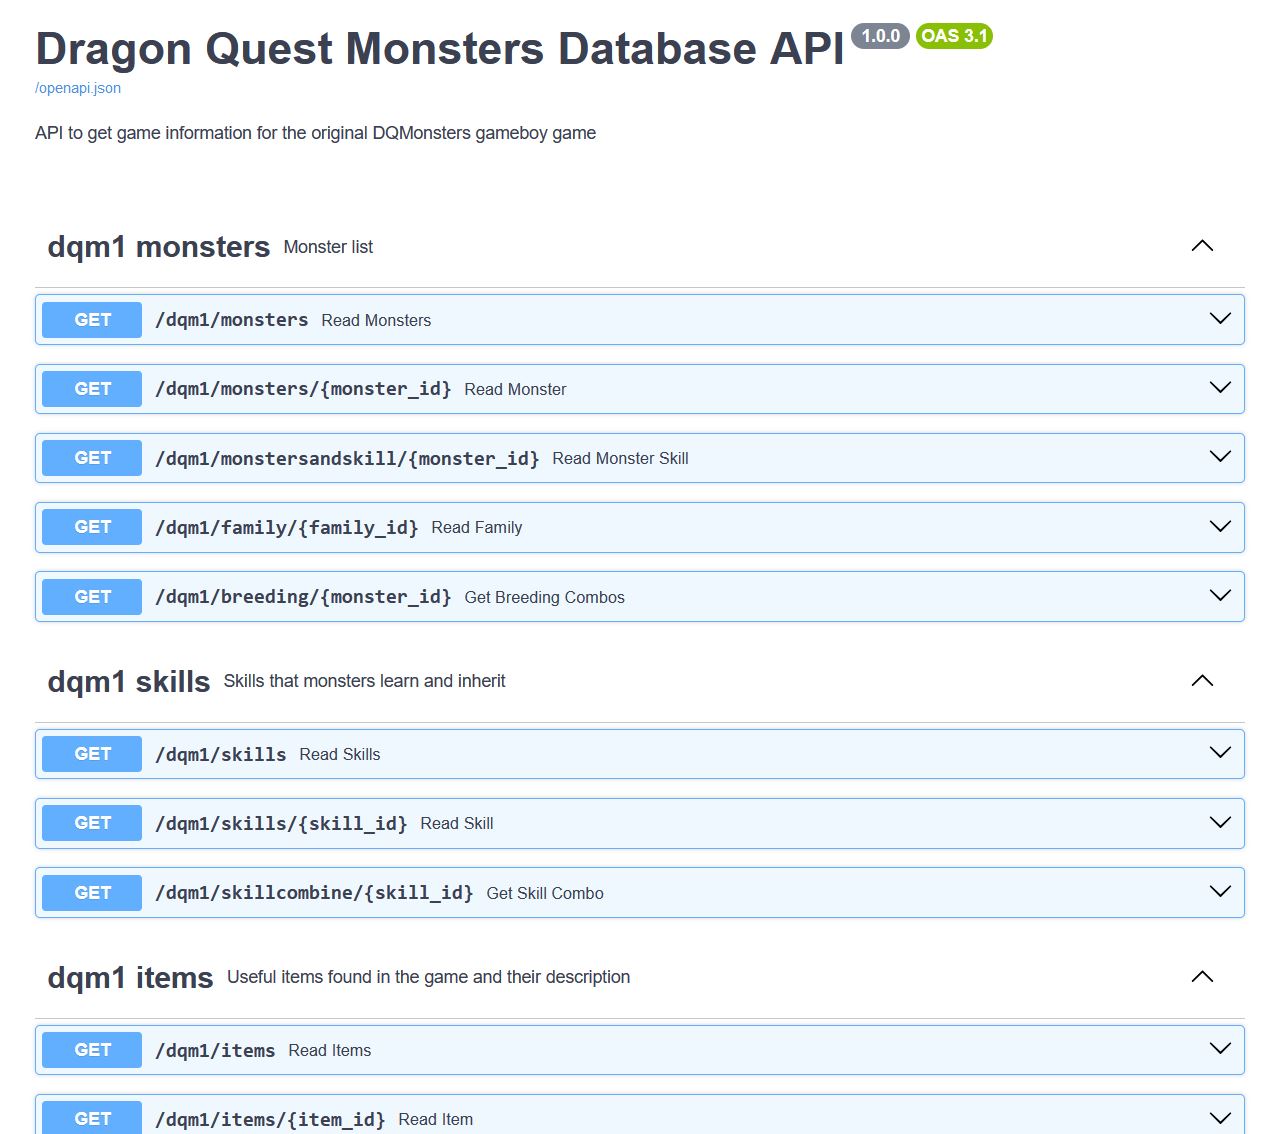 Dragon Quest Monsters Database API 1.0.0 OAS 3.1
/openapi.json
API to get game information for the original DQMonsters gameboy game
dqm1 monsters Monster list
GET /dqm1/monsters Read Monsters
GET /dqm1/monsters/{monster_id} Read Monster
GET /dqm1/monstersandskill/{monster_id} Read Monster Skill
GET /dqm1/family/{family_id} Read Family
GET /dqm1/breeding/{monster_id} Get Breeding Combos
dqm1 skills Skills that monsters learn and inherit
GET /dqm1/skills Read Skills
GET /dqm1/skills/{skill_id} Read Skill
GET /dqm1/skillcombine/{skill_id} Get Skill Combo
dqm1 items Useful items found in the game and their description
GET /dqm1/items Read Items
GET /dqm1/items/{item_id} Read Item